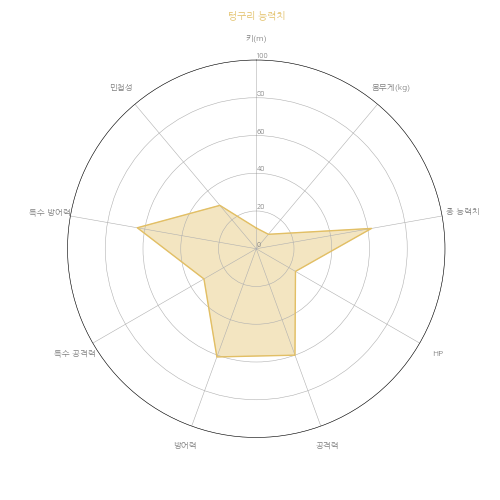 텅구리 능력치
키(m)
100
민첩성
몸무게(kg)
80
60
40
특수 방어력
20
총 능력치
0
특수 공격력
HP
방어력
공격력